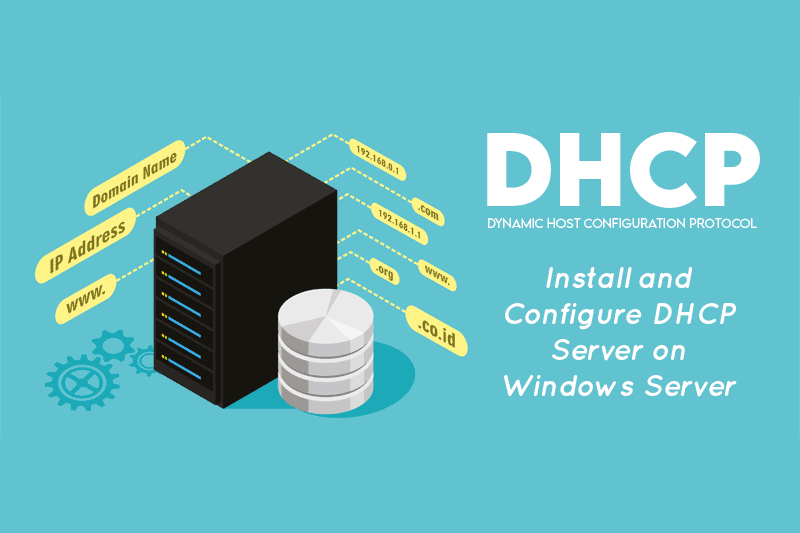 Domain Name
IP Address
www.
192.168.0.1
.com
192.168.1.1
www.
.org
.co.id
DHCP
DYNAMIC HOST CONFIGURATION PROTOCOL
Install and
Configure DHCP
Server on
Windows Server